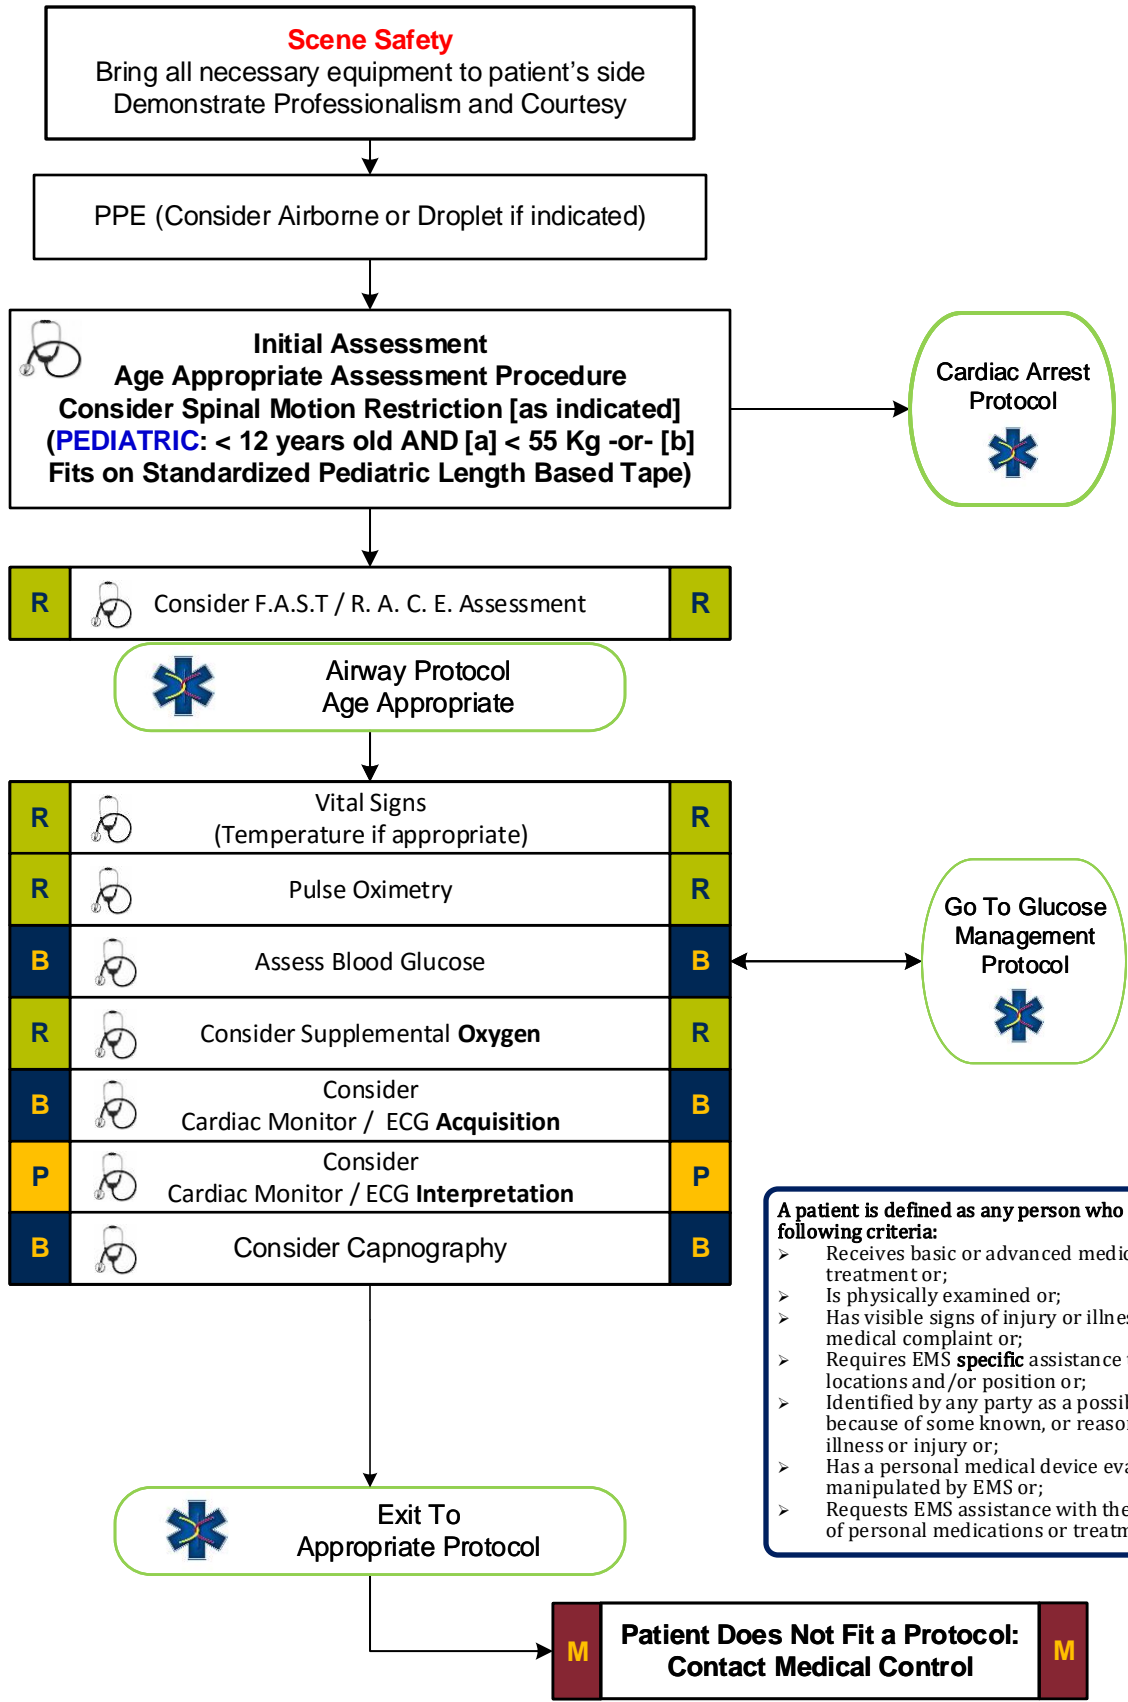 Scene Safety
Bring all necessary equipment to patient's side
Demonstrate Professionalism and Courtesy
PPE (Consider Airborne or Droplet if indicated)
Initial Assessment
Age Appropriate Assessment Procedure
Consider Spinal Motion Restriction [as indicated]
(PEDIATRIC: < 12 years old AND [a] < 55 Kg -or- [b]
Fits on Standardized Pediatric Length Based Tape)
Cardiac Arrest
Protocol
R Consider F.A.S.T / R. A. C. E. Assessment R
Airway Protocol
Age Appropriate
R Vital Signs R
(Temperature if appropriate)
R Pulse Oximetry R
B Assess Blood Glucose B
Go To Glucose
Management
Protocol
R Consider Supplemental Oxygen R
B Consider B
Cardiac Monitor / ECG Acquisition
P Consider P
Cardiac Monitor / ECG Interpretation
B Consider Capnography B
A patient is defined as any person who
following criteria:
➢ Receives basic or advanced
treatment or;
➢ Is physically examined or;
➢ Has visible signs of injury or
medical complaint or;
➢ Requires EMS specific assistance
locations and/or position or;
➢ Identified by any party as a
because of some known, or
illness or injury or;
➢ Has a personal medical device
manipulated by EMS or;
➢ Requests EMS assistance with the
of personal medications or
Exit To
Appropriate Protocol
M Patient Does Not Fit a Protocol: M
Contact Medical Control